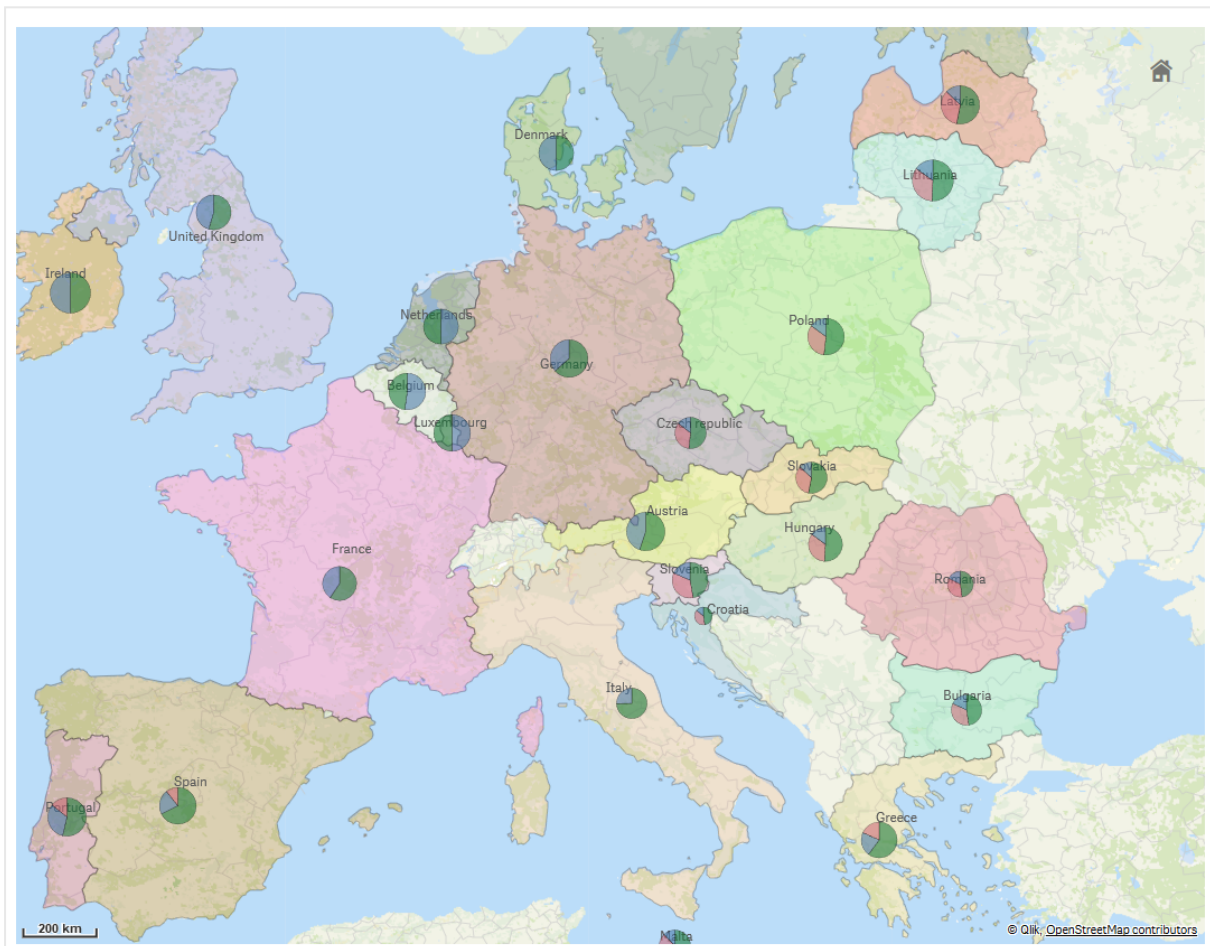 Latvia
Denmark
Lithuania
United Kingdom
Ireland
Netherlands
Poland
Germany
Belgium
Luxembourg
Czech republic
Slovakia
Austria
Hungary
France
Slovenia
Romania
Croatia
Italy
Bulgaria
Spain
Portugal
Greece
Malta
200 km
© Qlik, OpenStreetMap contributors